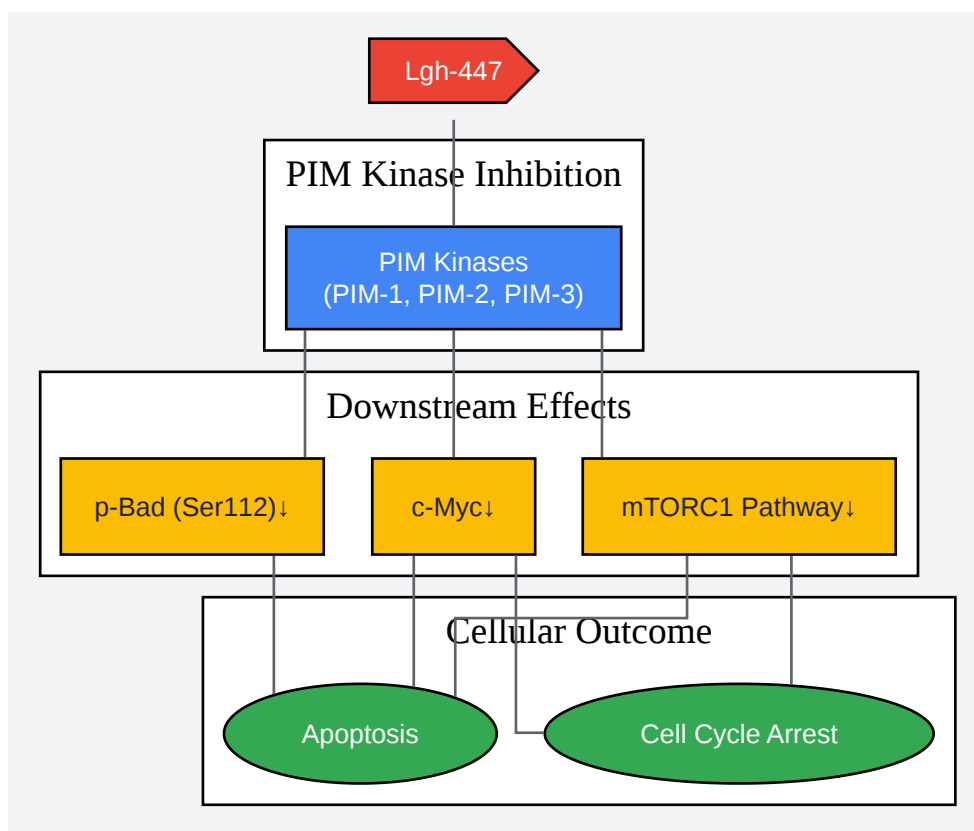 Lgh-447
PIM Kinase Inhibition
PIM Kinases
(PIM-1, PIM-2, PIM-3)
Downstream Effects
p-Bad (Ser112)↓
c-Myc↓
mTORC1 Pathway↓
Cellular Outcome
Apoptosis
Cell Cycle Arrest